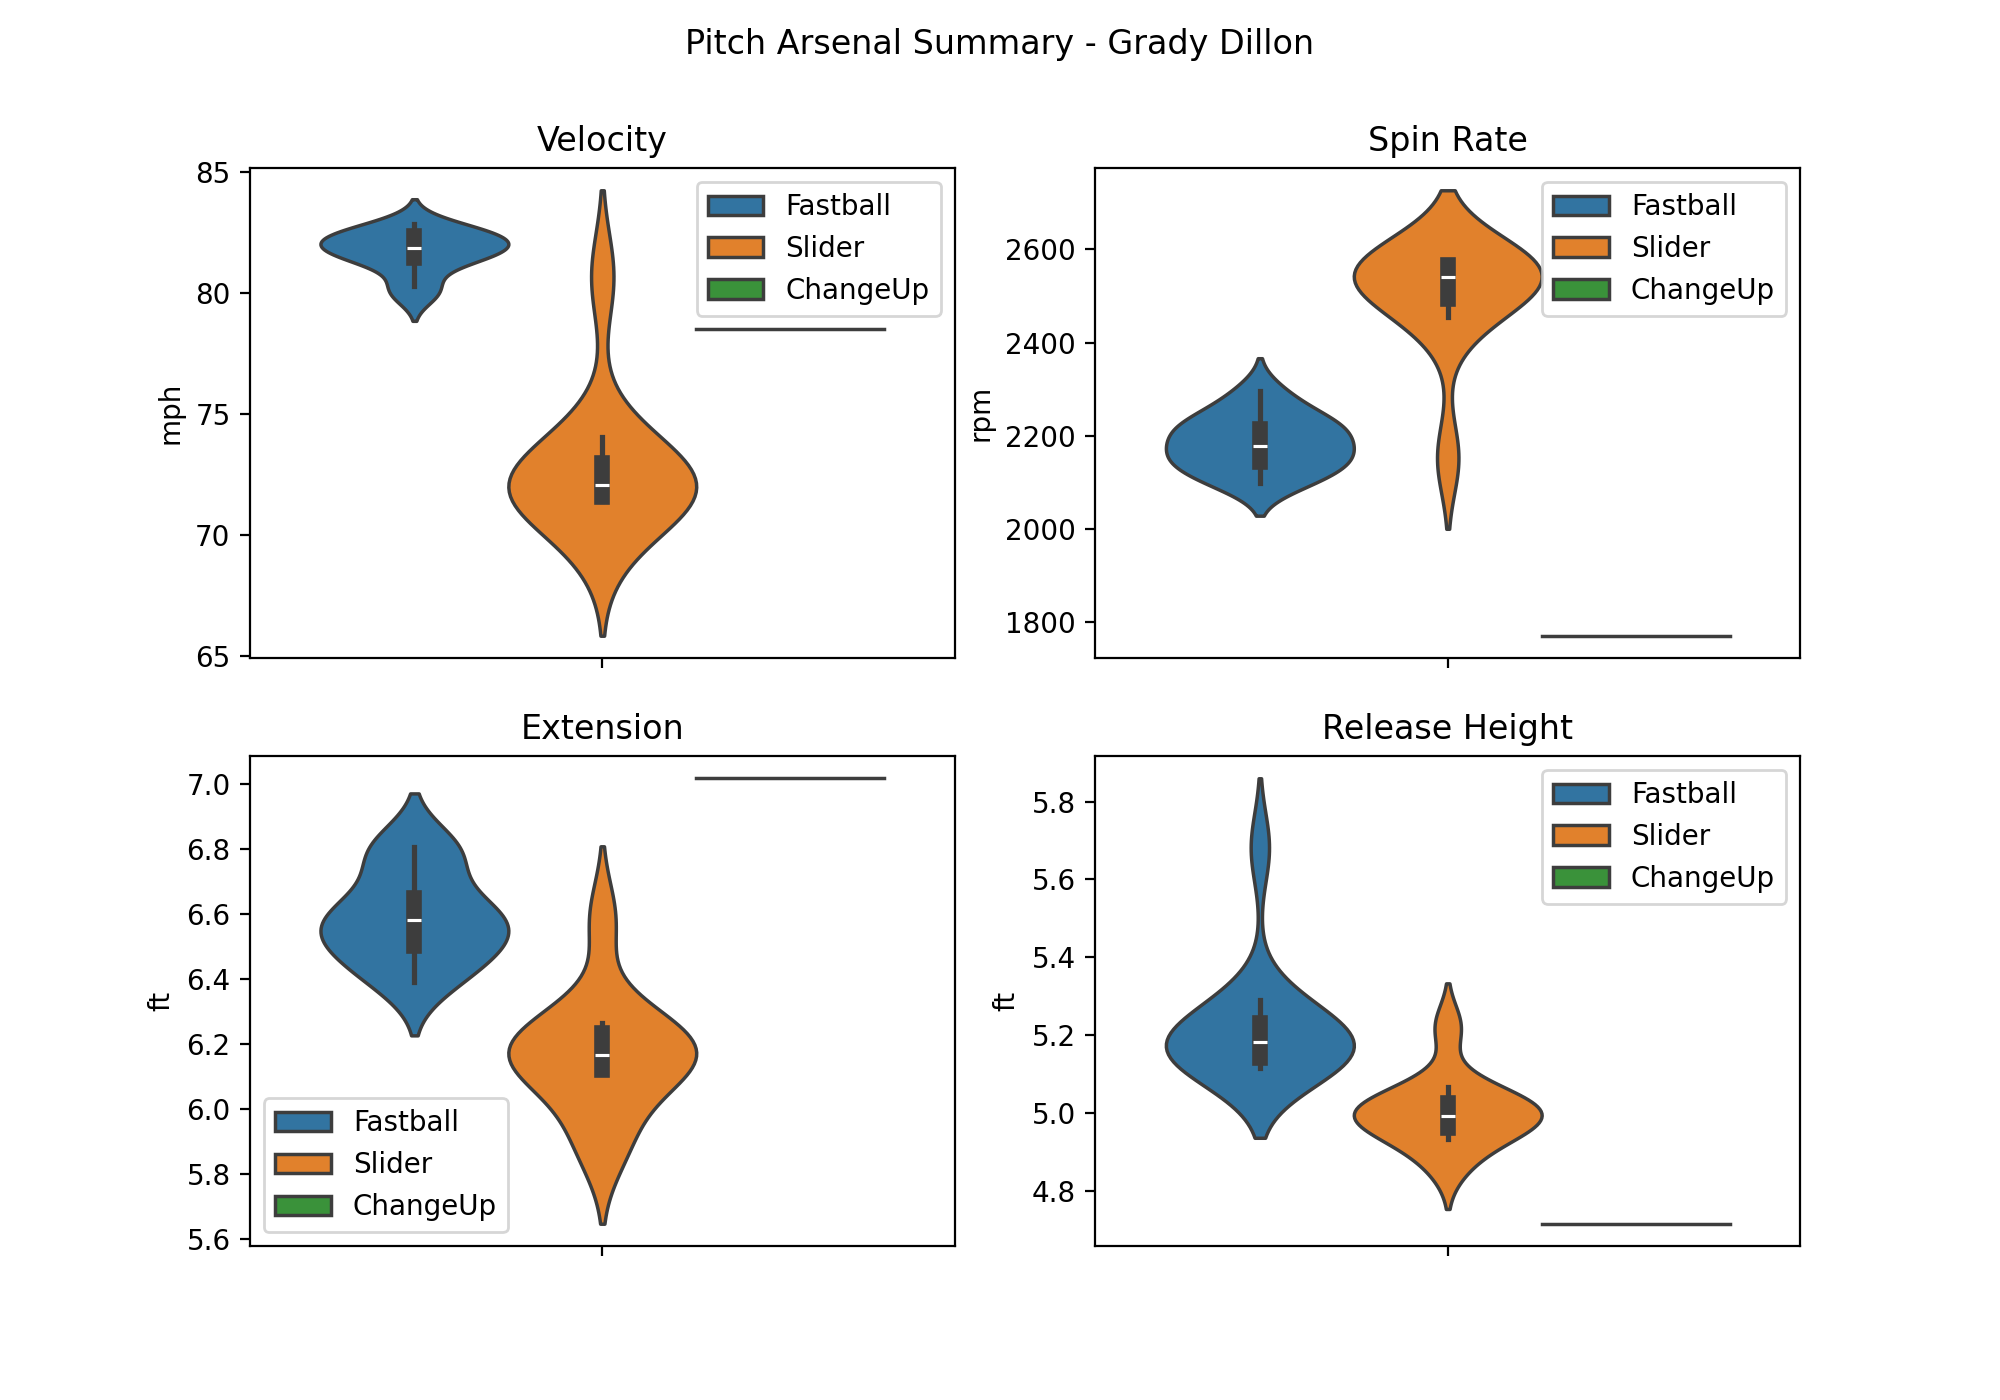 Pitch Arsenal Summary - Grady Dillon
Velocity
85
80
75
70
65
mph
Fastball
Slider
ChangeUp
Spin Rate
2600
2400
2200
2000
1800
rpm
Fastball
Slider
ChangeUp
Extension
7.0
6.8
6.6
6.4
6.2
6.0
5.8
5.6
ft
Fastball
Slider
ChangeUp
Release Height
5.8
5.6
5.4
5.2
5.0
4.8
ft
Fastball
Slider
ChangeUp